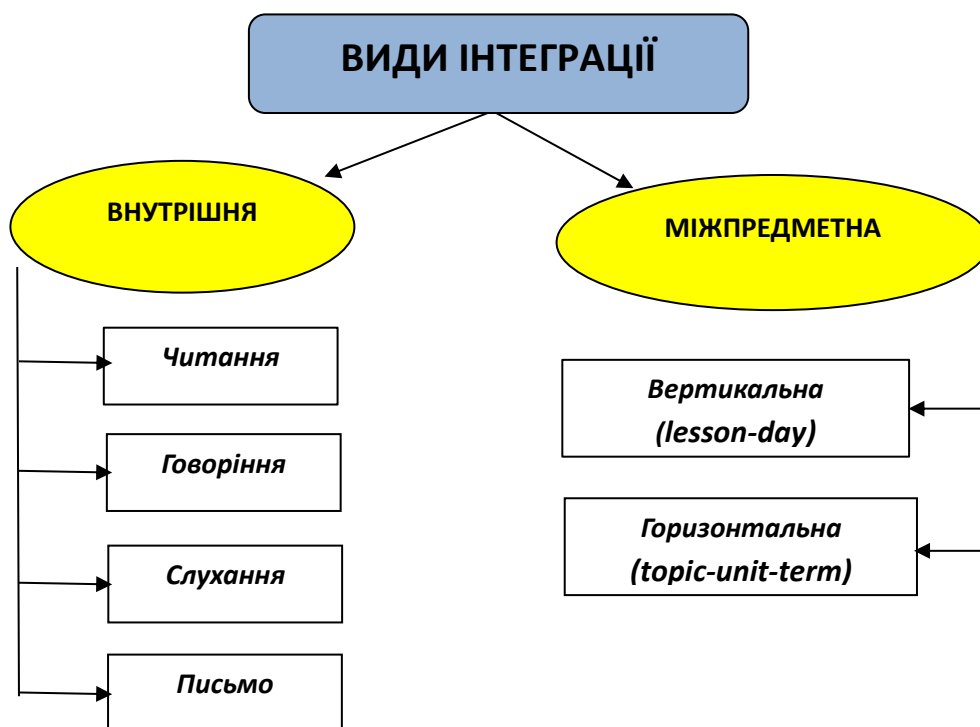 ВИДИ ІНТЕГРАЦІЇ
ВНУТРІШНЯ
МІЖПРЕДМЕТНА
Читання
Говоріння
Слухання
Письмо
Вертикальна
(lesson-day)
Горизонтальна
(topic-unit-term)